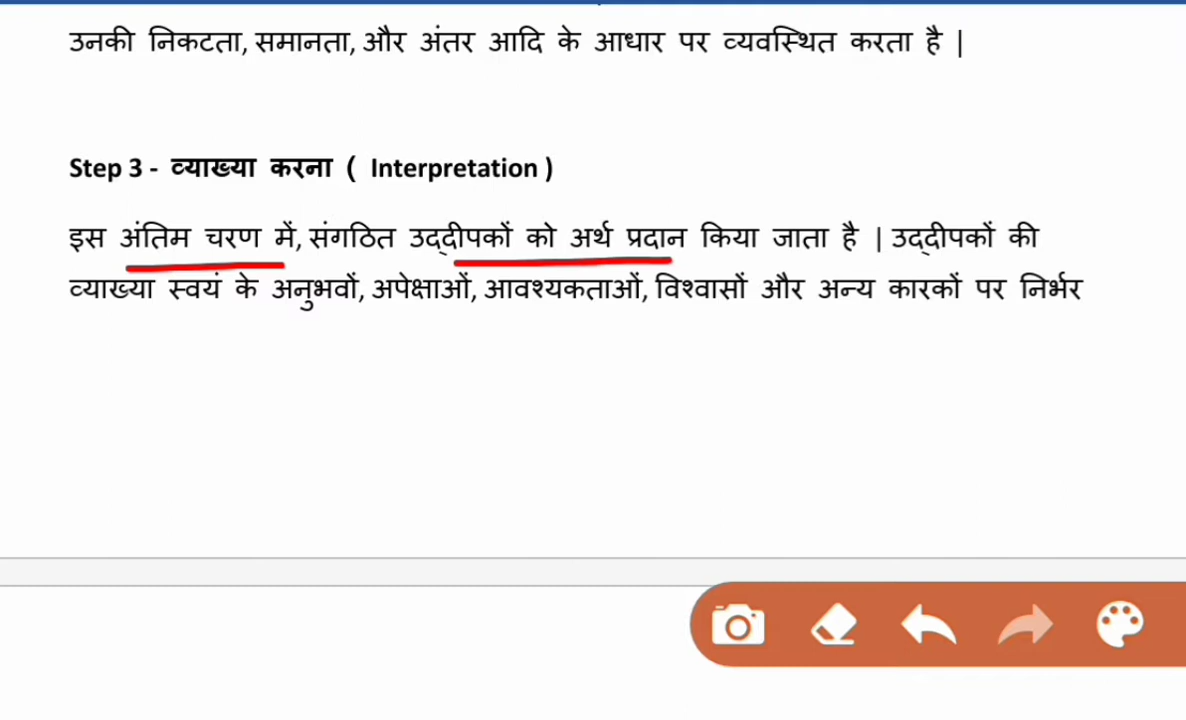 उनकी निकटता, समानता, और अंतर आदि के आधार पर व्यवस्थित करता है |
Step 3 - व्याख्या करना ( Interpretation )
इस अंतिम चरण में, संगठित उद्दीपकों को अर्थ प्रदान किया जाता है | उद्दीपकों की
व्याख्या स्वयं के अनुभवों, अपेक्षाओं, आवश्यकताओं, विश्वासों और अन्य कारकों पर निर्भर